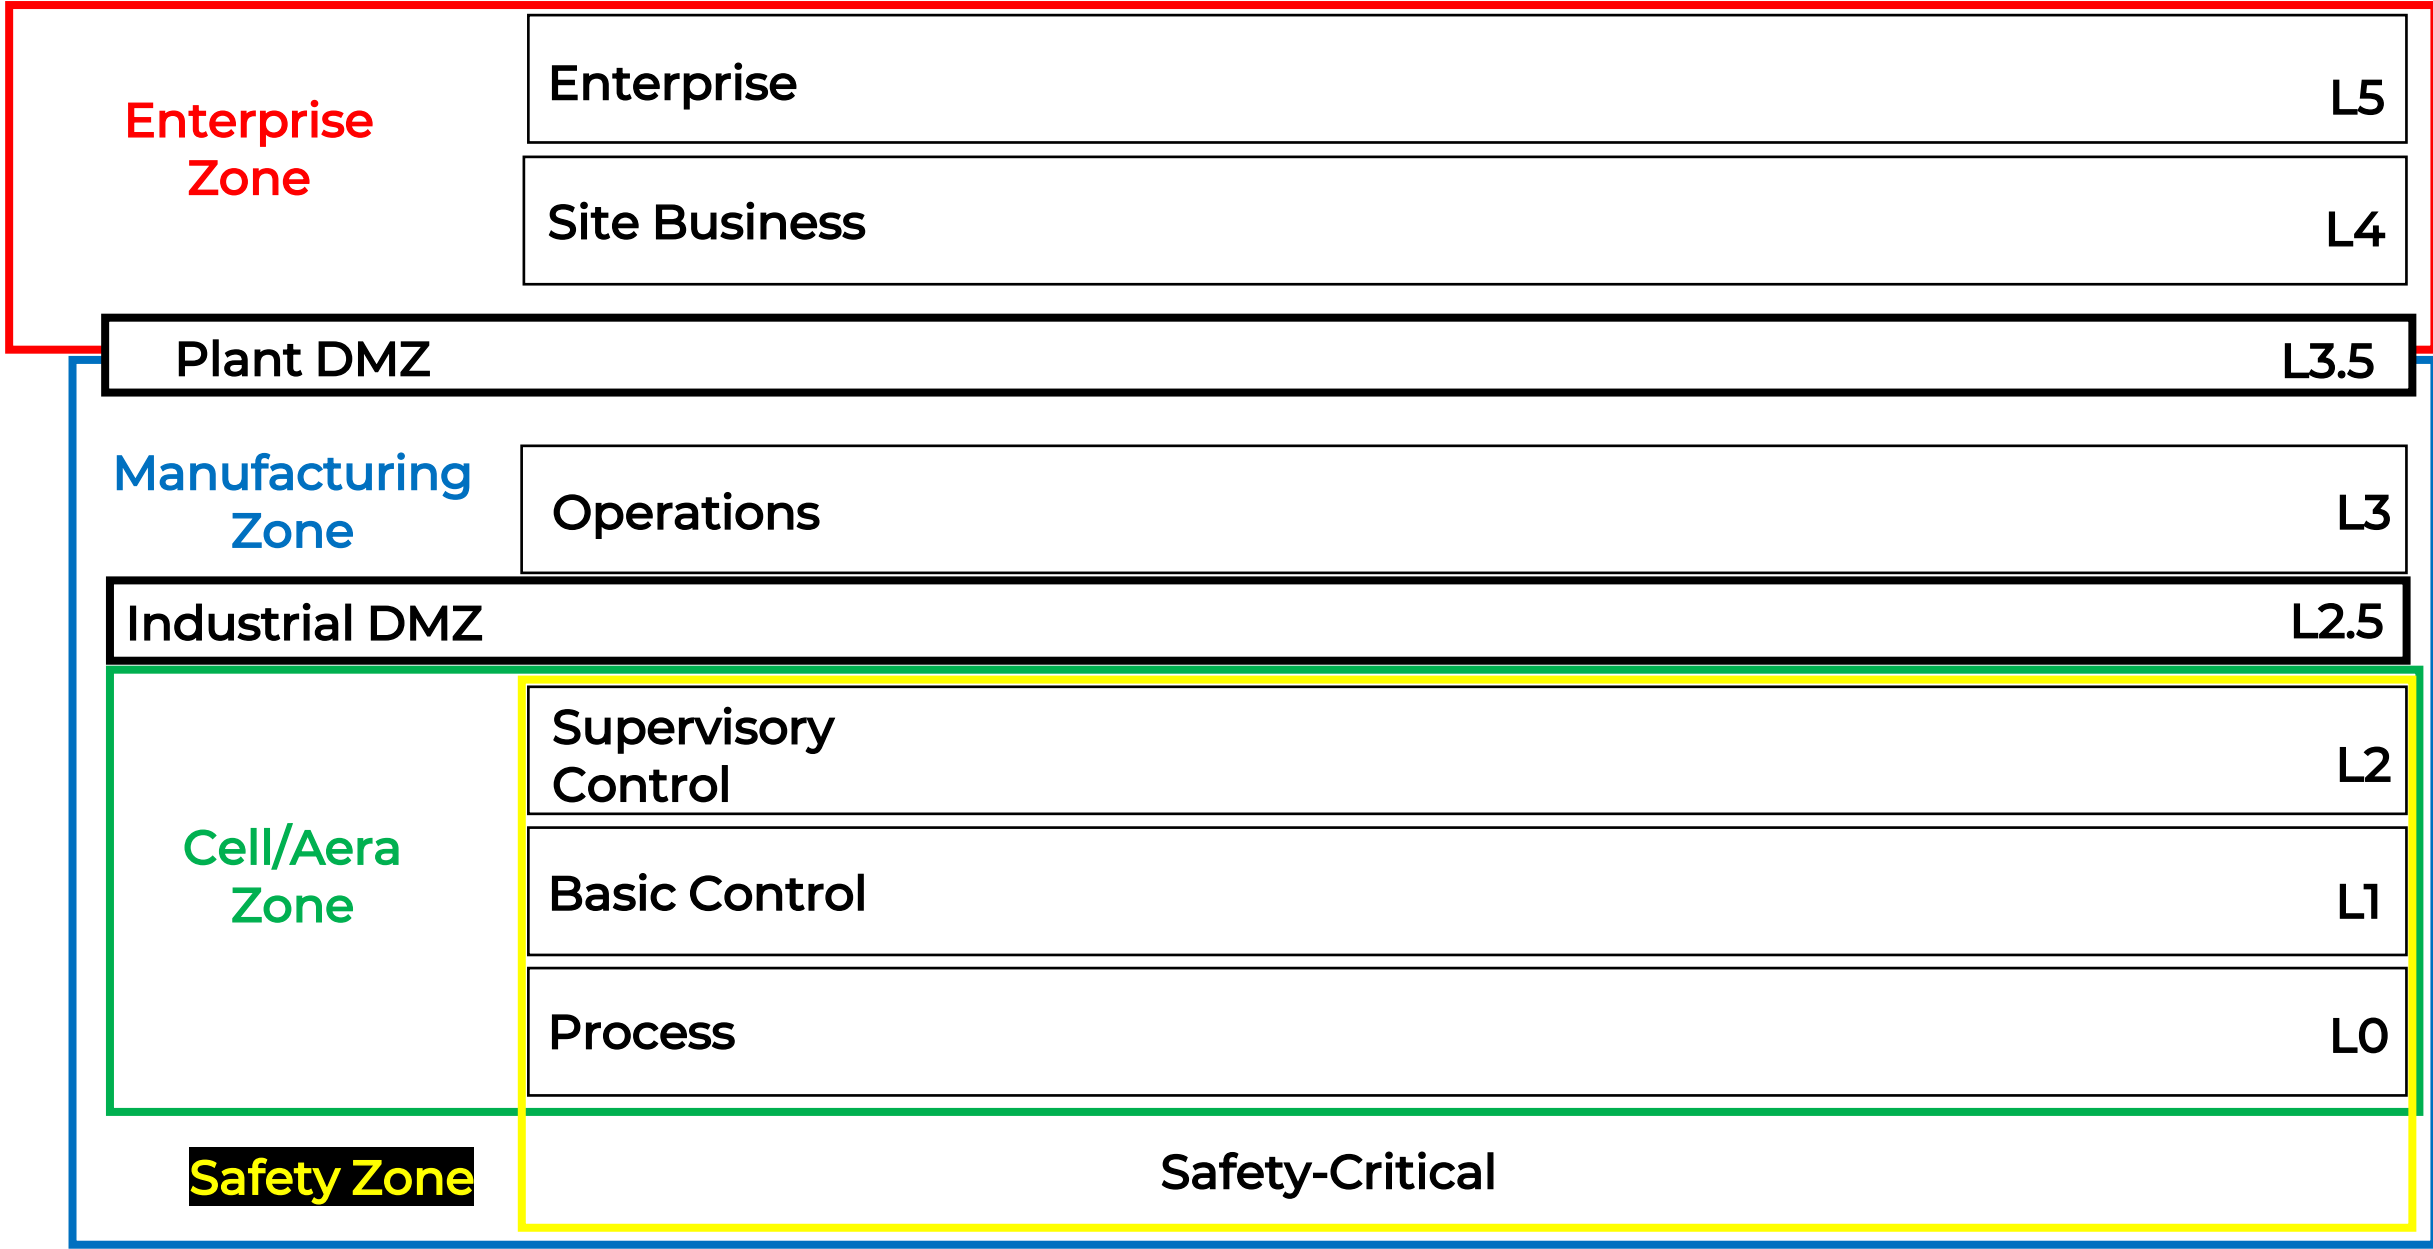 Enterprise
Zone
Enterprise
L5
Site Business
L4
Plant DMZ
L3.5
Manufacturing
Zone
Operations
L3
Industrial DMZ
L2.5
Cell/Aera
Zone
Supervisory
Control
L2
Basic Control
L1
Process
L0
Safety Zone
Safety-Critical